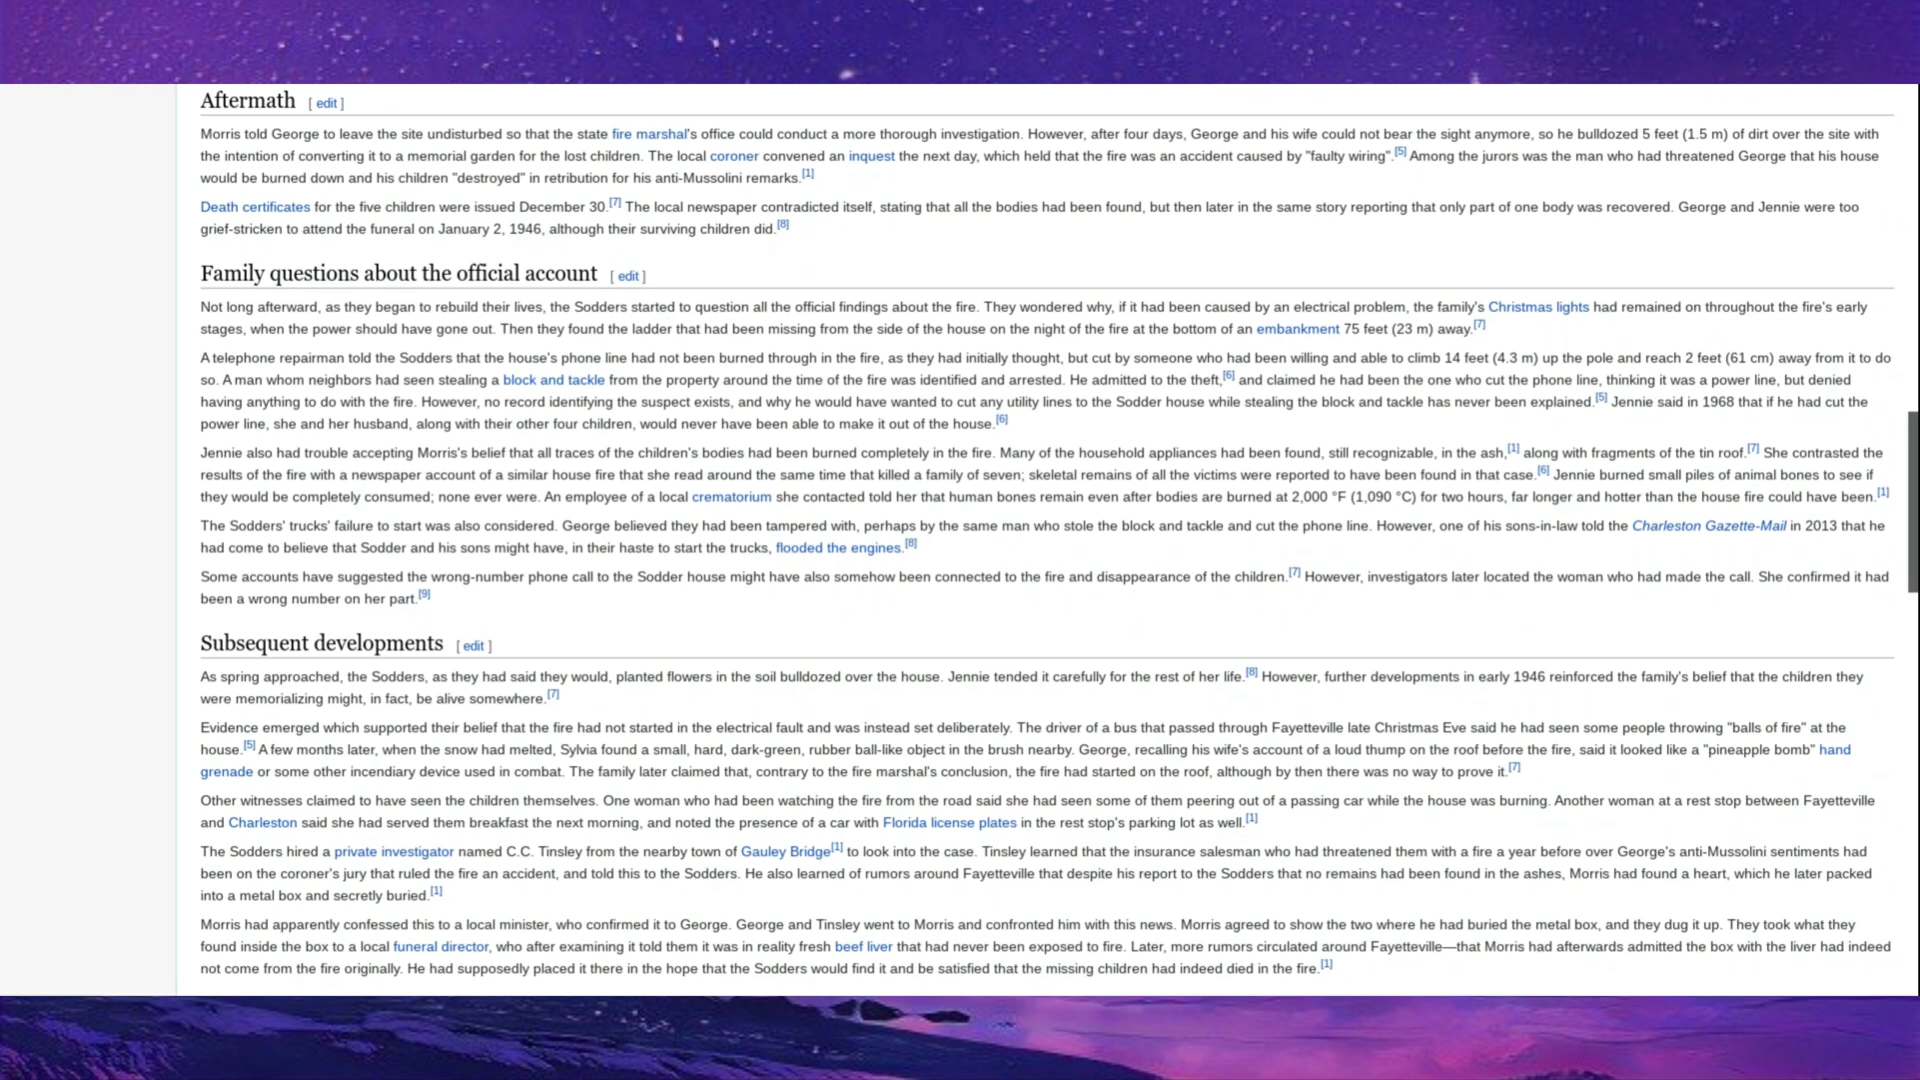 Aftermath [ edit ]
Morris told George to leave the site undisturbed so that the state fire marshal's office could conduct a more thorough investigation. However, after four days, George and his wife could not bear the sight anymore, so he bulldozed 5 feet (1.5 m) of dirt over the site with
the intention of converting it to a memorial garden for the lost children. The local coroner convened an inquest the next day, which held that the fire was an accident caused by "faulty wiring".[5] Among the jurors was the man who had threatened George that his house
would be burned down and his children "destroyed" in retribution for his anti-Mussolini remarks.[1]
Death certificates for the five children were issued December 30.[7] The local newspaper contradicted itself, stating that all the bodies had been found, but then later in the same story reporting that only part of one body was recovered. George and Jennie were too
grief-stricken to attend the funeral on January 2, 1946, although their surviving children did.[8]
Family questions about the official account [ edit ]
Not long afterward, as they began to rebuild their lives, the Sodders started to question all the official findings about the fire. They wondered why, if it had been caused by an electrical problem, the family's Christmas lights had remained on throughout the fire's early
stages, when the power should have gone out. Then they found the ladder that had been missing from the side of the house on the night of the fire at the bottom of an embankment 75 feet (23 m) away.[7]
A telephone repairman told the Sodders that the house's phone line had not been burned through in the fire, as they had initially thought, but cut by someone who had been willing and able to climb 14 feet (4.3 m) up the pole and reach 2 feet (61 cm) away from it to do
so. A man whom neighbors had seen stealing a block and tackle from the property around the time of the fire was identified and arrested. He admitted to the theft,[6] and claimed he had been the one who cut the phone line, thinking it was a power line, but denied
having anything to do with the fire. However, no record identifying the suspect exists, and why he would have wanted to cut any utility lines to the Sodder house while stealing the block and tackle has never been explained.[5] Jennie said in 1968 that if he had cut the
power line, she and her husband, along with their other four children, would never have been able to make it out of the house.[6]
Jennie also had trouble accepting Morris's belief that all traces of the children's bodies had been burned completely in the fire. Many of the household appliances had been found, still recognizable, in the ash,[1] along with fragments of the tin roof.[7] She contrasted the
results of the fire with a newspaper account of a similar house fire that she read around the same time that killed a family of seven; skeletal remains of all the victims were reported to have been found in that case.[6] Jennie burned small piles of animal bones to see if
they would be completely consumed; none ever were. An employee of a local crematorium she contacted told her that human bones remain even after bodies are burned at 2,000 °F (1,090 °C) for two hours, far longer and hotter than the house fire could have been.[1]
The Sodders' trucks' failure to start was also considered. George believed they had been tampered with, perhaps by the same man who stole the block and tackle and cut the phone line. However, one of his sons-in-law told the Charleston Gazette-Mail in 2013 that he
had come to believe that Sodder and his sons might have, in their haste to start the trucks, flooded the engines.[8]
Some accounts have suggested the wrong-number phone call to the Sodder house might have also somehow been connected to the fire and disappearance of the children.[7] However, investigators later located the woman who had made the call. She confirmed it had
been a wrong number on her part.[9]
Subsequent developments [ edit ]
As spring approached, the Sodders, as they had said they would, planted flowers in the soil bulldozed over the house. Jennie tended it carefully for the rest of her life.[8] However, further developments in early 1946 reinforced the family's belief that the children they
were memorializing might, in fact, be alive somewhere.[7]
Evidence emerged which supported their belief that the fire had not started in the electrical fault and was instead set deliberately. The driver of a bus that passed through Fayetteville late Christmas Eve said he had seen some people throwing "balls of fire" at the
house.[5] A few months later, when the snow had melted, Sylvia found a small, hard, dark-green, rubber ball-like object in the brush nearby. George, recalling his wife's account of a loud thump on the roof before the fire, said it looked like a "pineapple bomb" hand
grenade or some other incendiary device used in combat. The family later claimed that, contrary to the fire marshal's conclusion, the fire had started on the roof, although by then there was no way to prove it.[7]
Other witnesses claimed to have seen the children themselves. One woman who had been watching the fire from the road said she had seen some of them peering out of a passing car while the house was burning. Another woman at a rest stop between Fayetteville
and Charleston said she had served them breakfast the next morning, and noted the presence of a car with Florida license plates in the rest stop's parking lot as well.[1]
The Sodders hired a private investigator named C.C. Tinsley from the nearby town of Gauley Bridge[1] to look into the case. Tinsley learned that the insurance salesman who had threatened them with a fire a year before over George's anti-Mussolini sentiments had
been on the coroner's jury that ruled the fire an accident, and told this to the Sodders. He also learned of rumors around Fayetteville that despite his report to the Sodders that no remains had been found in the ashes, Morris had found a heart, which he later packed
into a metal box and secretly buried.[1]
Morris had apparently confessed this to a local minister, who confirmed it to George. George and Tinsley went to Morris and confronted him with this news. Morris agreed to show the two where he had buried the metal box, and they dug it up. They took what they
found inside the box to a local funeral director, who after examining it told them it was in reality fresh beef liver that had never been exposed to fire. Later, more rumors circulated around Fayetteville—that Morris had afterwards admitted the box with the liver had indeed
not come from the fire originally. He had supposedly placed it there in the hope that the Sodders would find it and be satisfied that the missing children had indeed died in the fire.[1]